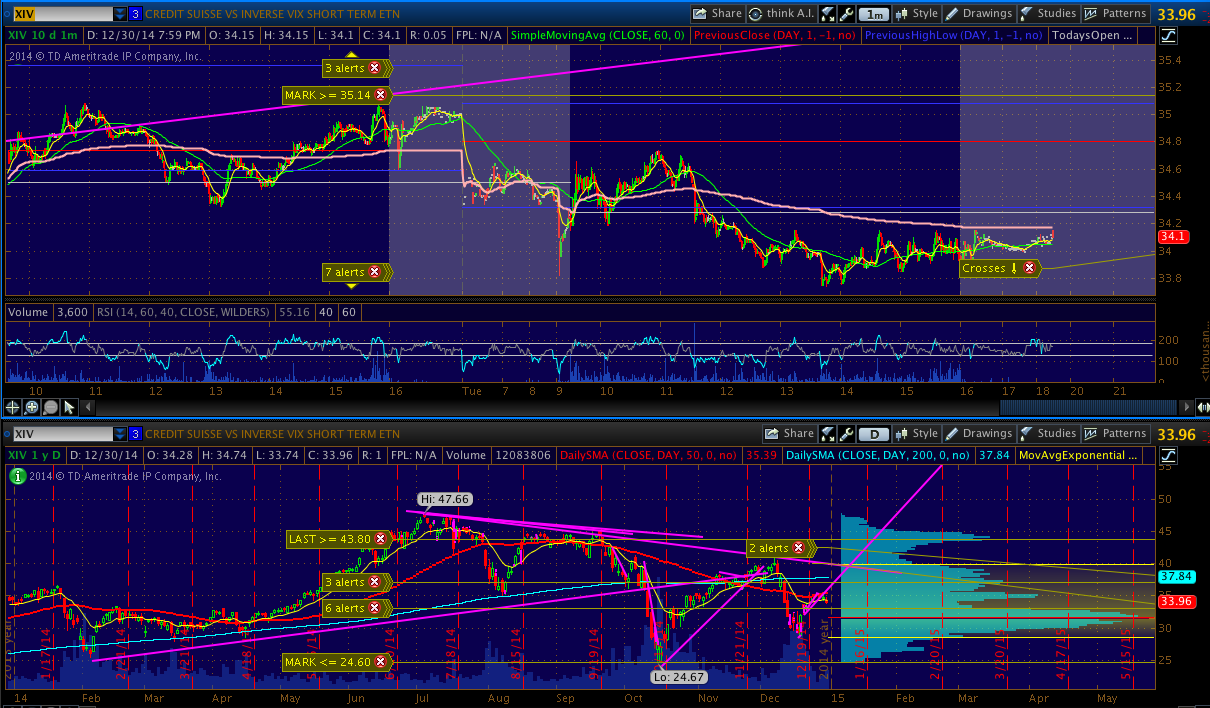 XIV 3 CREDIT SUISSE VS INVERSE VIX SHORT TERM ETN Share think A.I. 1m Style Drawings Studies Patterns 33.96
XIV 10 d 1m D: 12/30/14 7:59 PM O: 34.15 H: 34.15 L: 34.1 C: 34.1 R: 0.05 FPL: N/A SimpleMovingAvg (CLOSE, 60, 0) PreviousClose (DAY, 1, -1, no) PreviousHighLow (DAY, 1, -1, no) TodaysOpen ...
2014 © TD Ameritrade IP Company, Inc.
35.4
3 alerts
35.2
MARK >= 35.14
35
34.8
34.6
34.4
34.2
34.1
34
Crosses
7 alerts
33.8
Volume 3,600 RSI (14, 60, 40, CLOSE, WILDERS) 55.16 40 60
200
100
0
<thousan...
10 11 12 13 14 15 16 Tue 7 8 9 10 11 12 13 14 15 16 17 18 20 21
XIV 3 CREDIT SUISSE VS INVERSE VIX SHORT TERM ETN Share D Style Drawings Studies Patterns 33.96
XIV 1 y D D: 12/30/14 O: 34.28 H: 34.74 L: 33.74 C: 33.96 R: 1 FPL: N/A Volume 12083806 DailySMA (CLOSE, DAY, 50, 0, no) 35.39 DailySMA (CLOSE, DAY, 200, 0, no) 37.84 MovAvgExponential ...
55
i 2014 © TD Ameritrade IP Company, Inc.
Hi: 47.66
50
LAST >= 43.80
45
2 alerts
40
3 alerts
37.84
35
6 alerts
33.96
30
MARK <= 24.60
25
Lo: 24.67
1/17/14 2/21/14 3/21/14 4/18/14 7/18/14 8/15/14 9/19/14 11/21/14 12/19/14 2014 year 1/16/15 2/20/15 3/20/15 4/17/15 5/15/15
14 Feb Mar Apr May Jun Jul Aug Sep Oct Nov Dec 15 Feb Mar Apr May